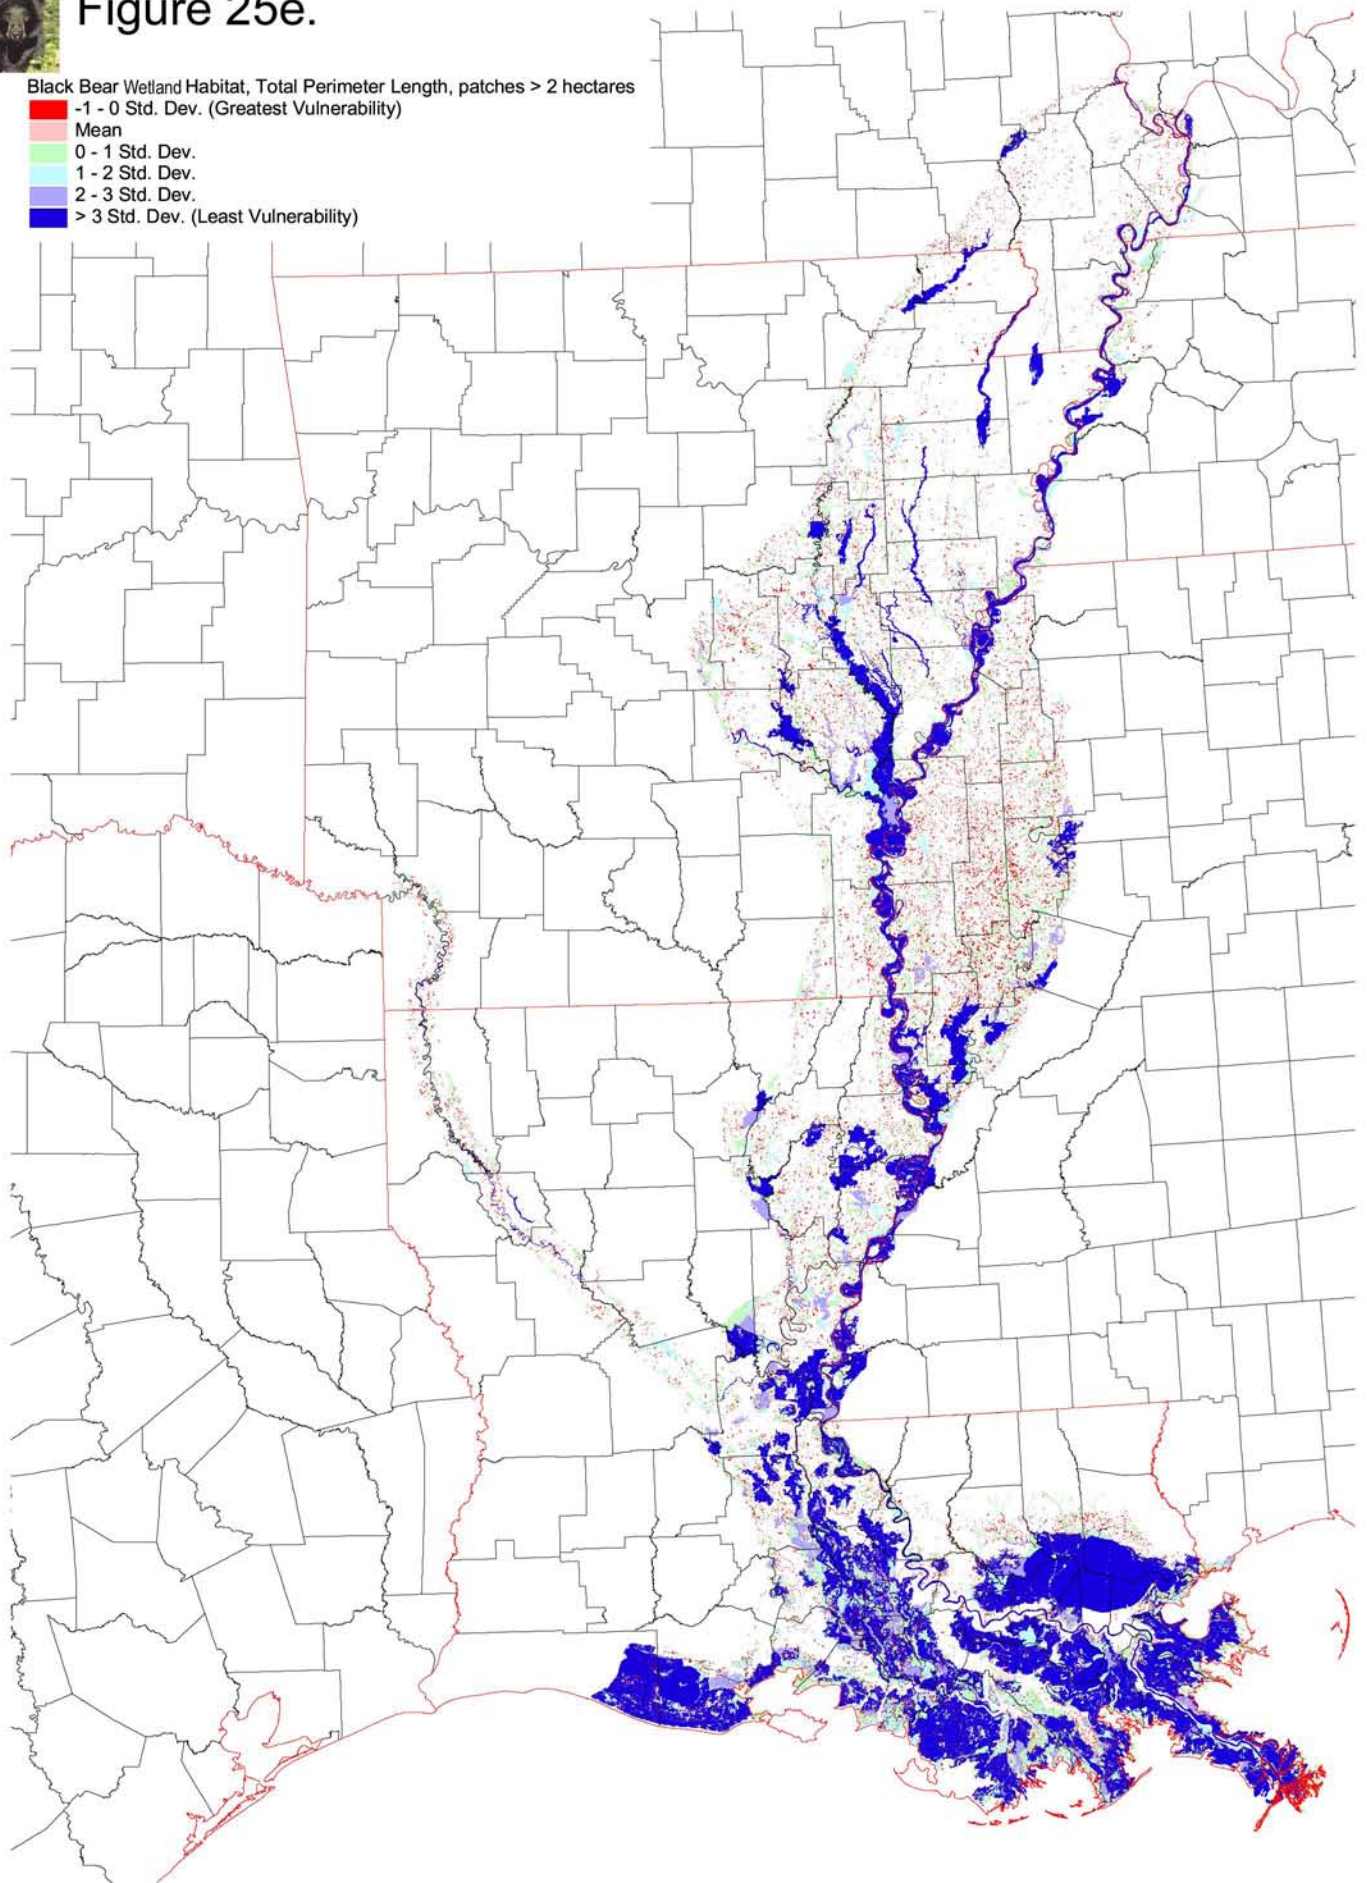 Figure 25e.
Black Bear Wetland Habitat, Total Perimeter Length, patches > 2 hectares
-1 - 0 Std. Dev. (Greatest Vulnerability)
Mean
0 - 1 Std. Dev.
1 - 2 Std. Dev.
2 - 3 Std. Dev.
> 3 Std. Dev. (Least Vulnerability)